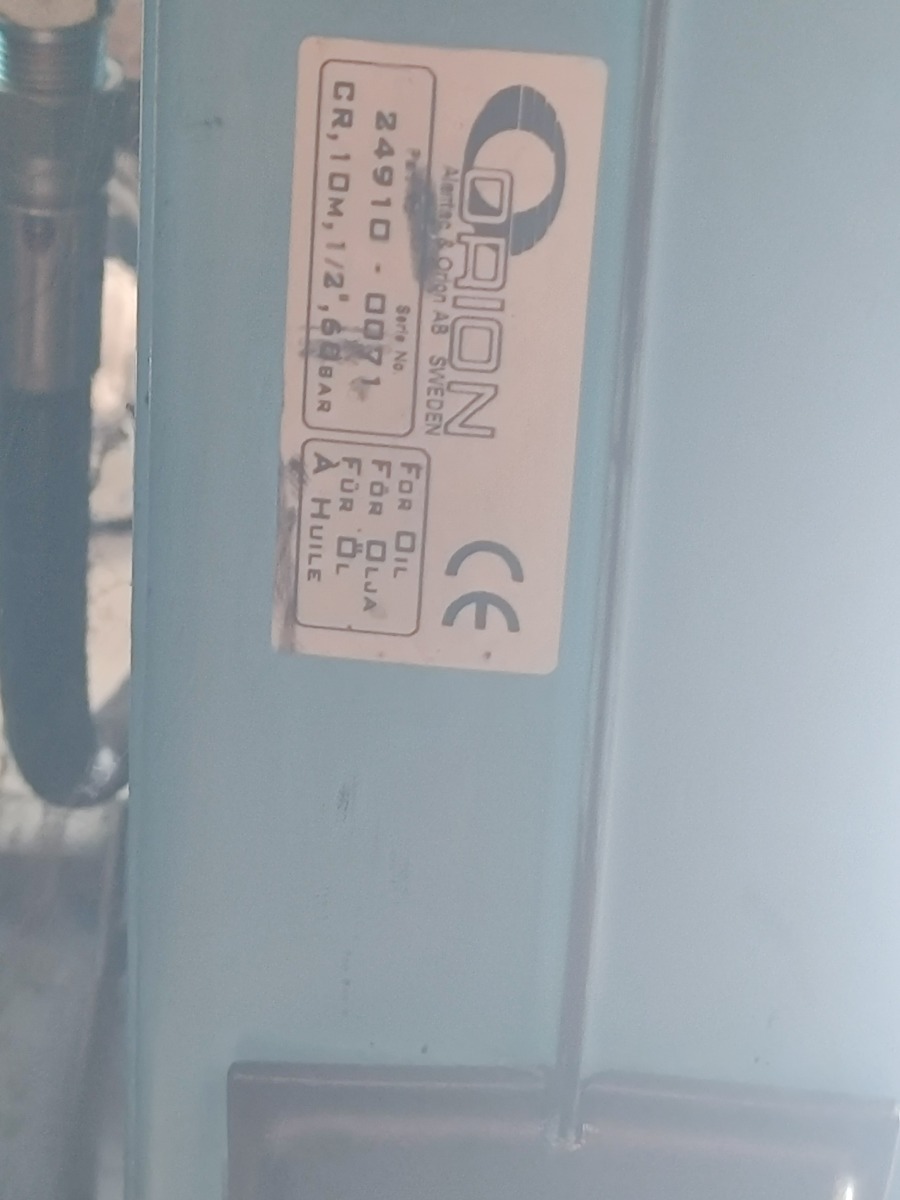 ORION
Alentec & Orion AB SWEDEN
Serie No.
24910 - 0071
CR, 10M, 1/2", 60BAR
FOR OIL
FÖR OLJA
FÜR ÖL
À HUILE
CE